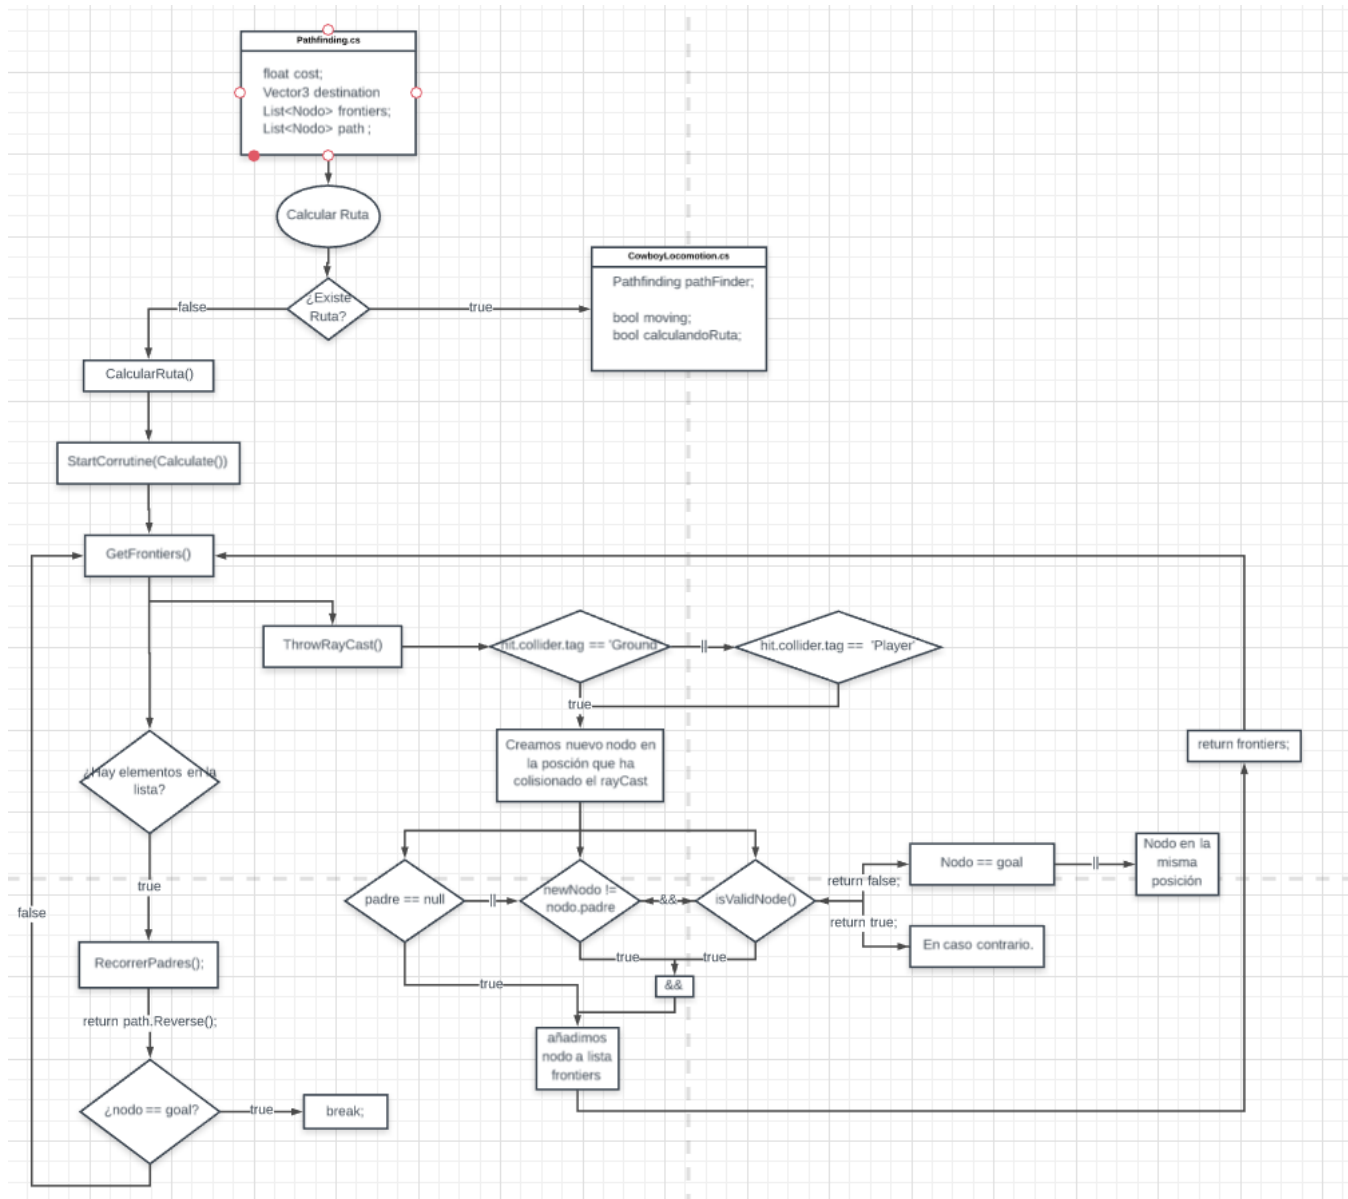 Pathfinding.cs
float cost;
Vector3 destination
List<Nodo> frontiers;
List<Nodo> path ;
Calcular Ruta
¿Existe
Ruta?
false
true
CowboyLocomotion.cs
Pathfinding pathFinder;
bool moving;
bool calculandoRuta;
CalcularRuta()
StartCorrutine(Calculate())
GetFrontiers()
ThrowRayCast()
hit.collider.tag == 'Ground
||
hit.collider.tag == 'Player'
true
Creamos nuevo nodo en
la posción que ha
colisionado el rayCast
return frontiers;
¿Hay elementos en la
lista?
true
false
padre == null
||
newNodo !=
nodo.padre
&&
isValidNode()
return false;
return true;
Nodo == goal
||
Nodo en la
misma
posición
En caso contrario.
true
true
true
&&
añadimos
nodo a lista
frontiers
RecorrerPadres();
return path.Reverse();
¿nodo == goal?
true
break;